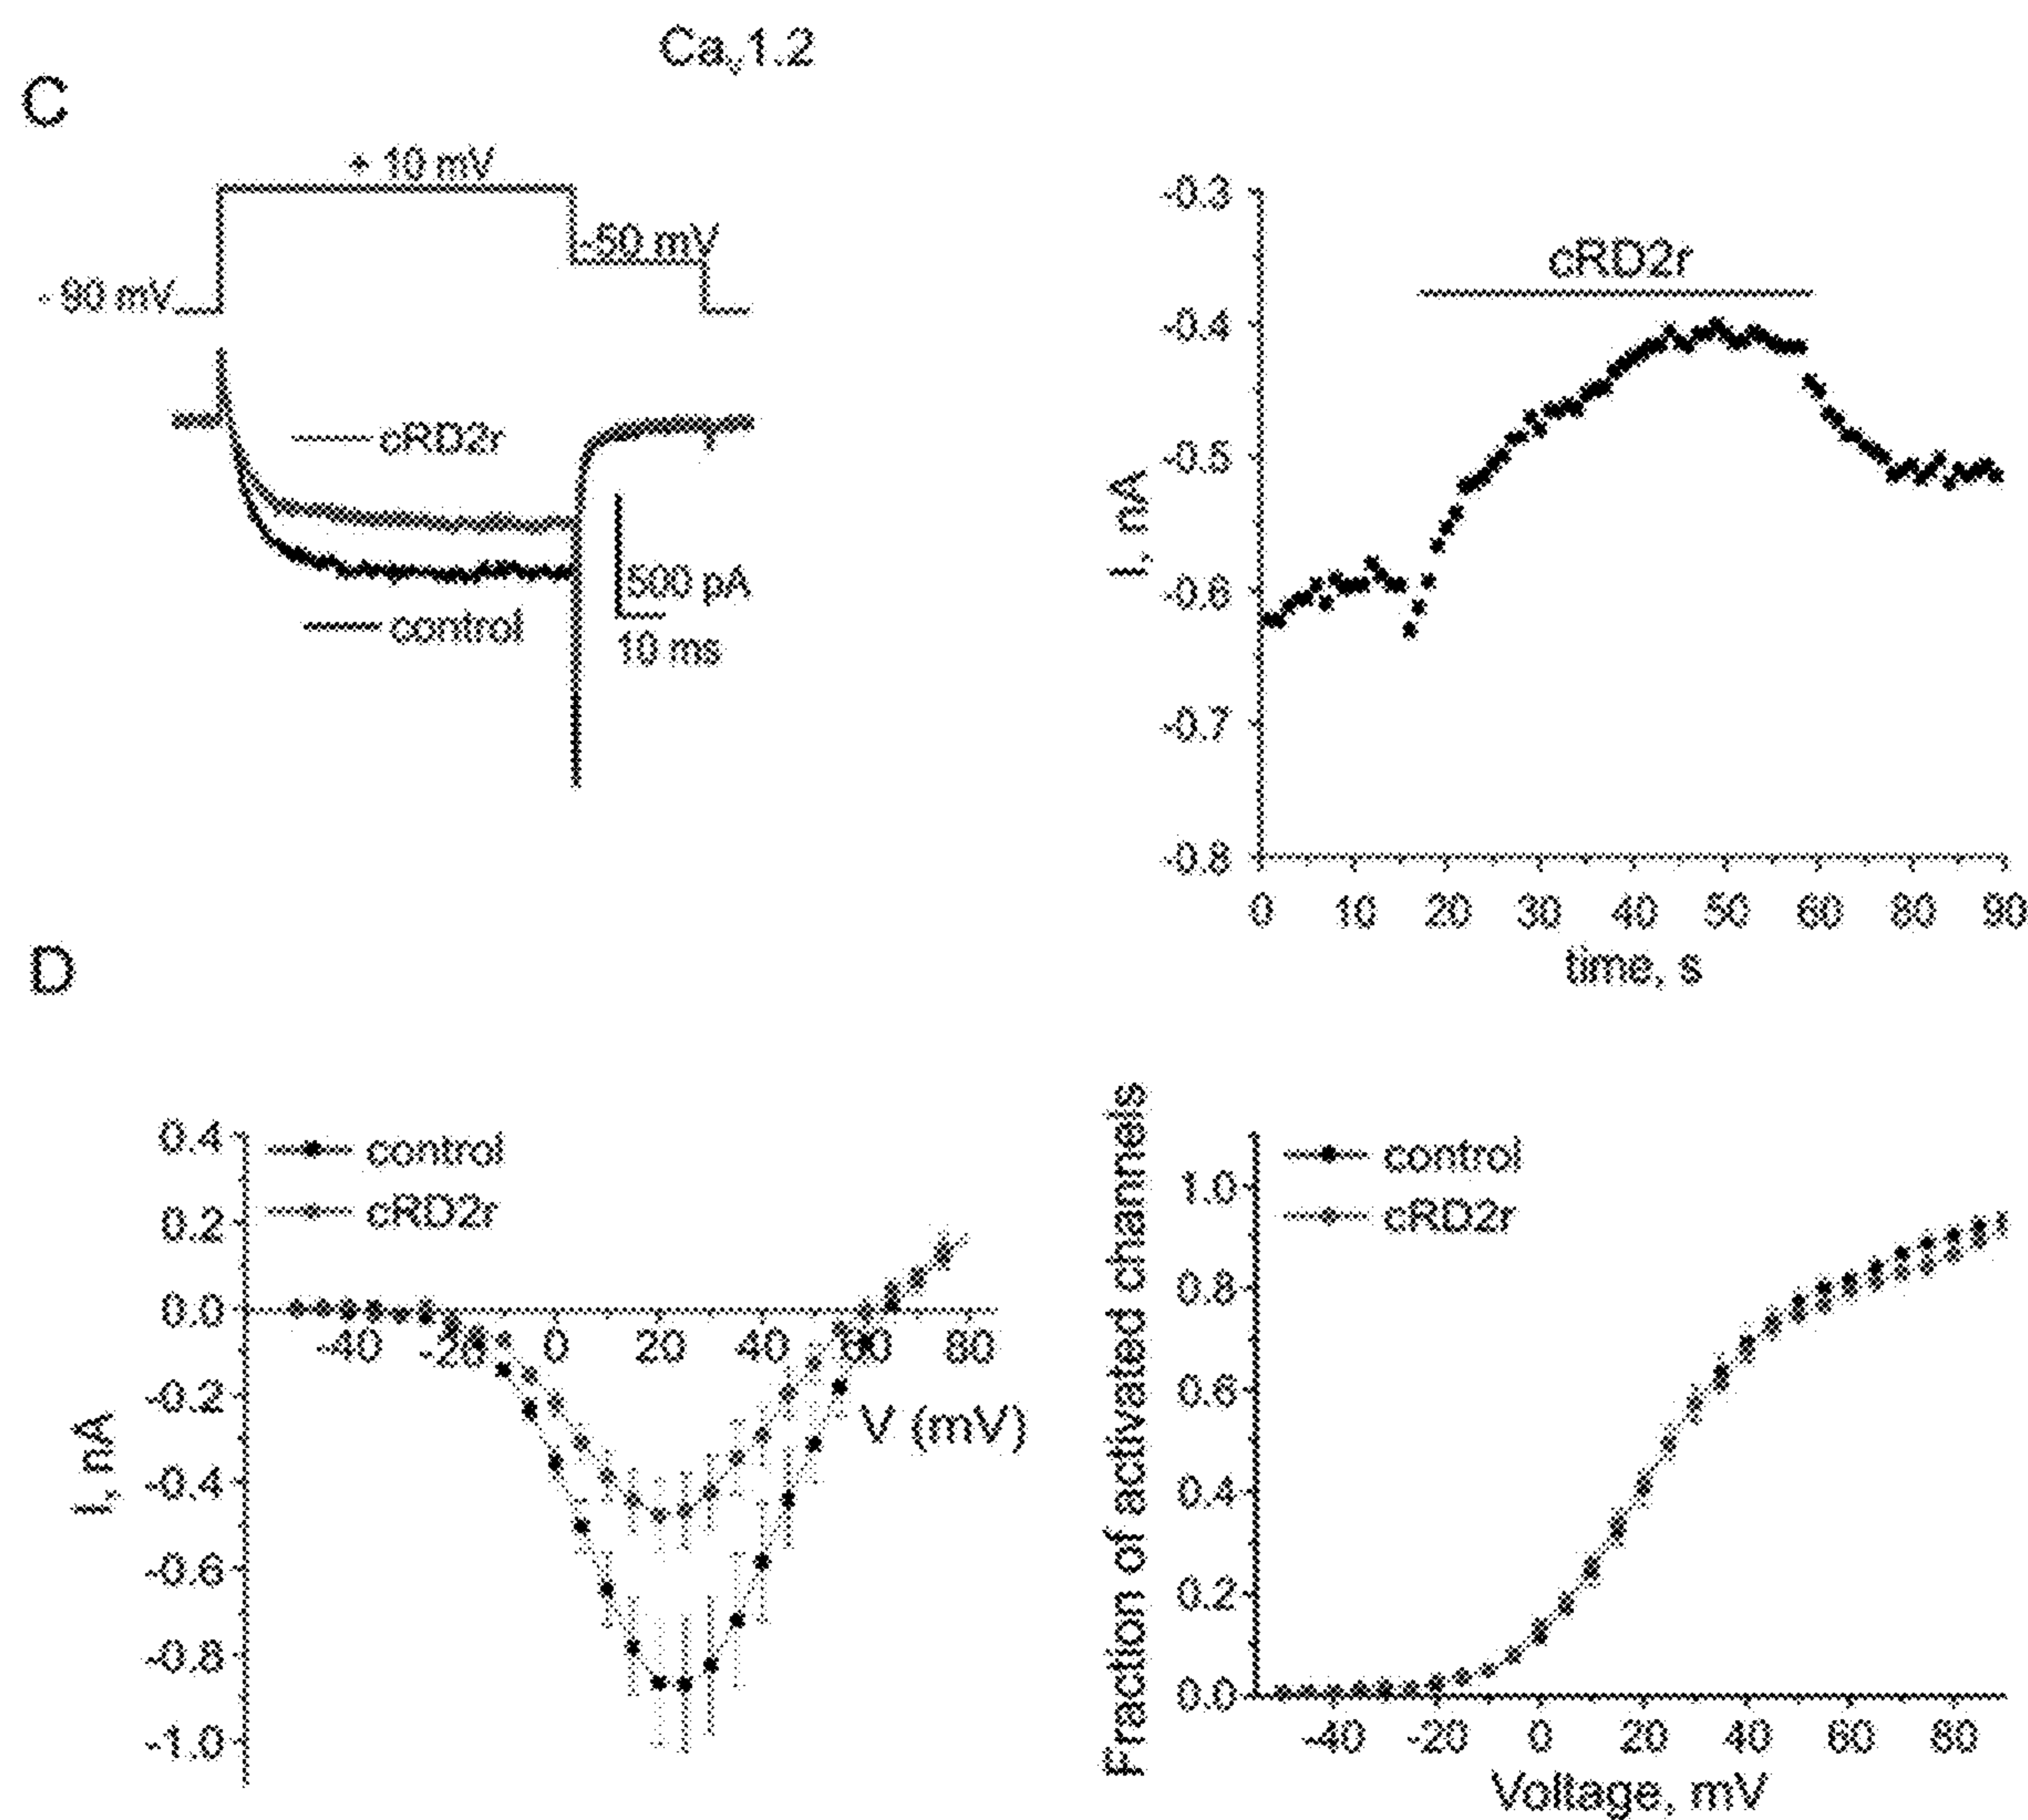 Cav1.2
C
+ 10 mV
-50 mV
- 90 mV
cRD2r
control
500 pA
10 ms
cRD2r
-0.3
-0.4
-0.5
-0.6
-0.7
-0.8
I, nA
0 10 20 30 40 50 60 80 90
time, s
D
control
cRD2r
0.4
0.2
0.0
-0.2
-0.4
-0.6
-0.8
-1.0
I, nA
-40 -20 0 20 40 60 80
V (mV)
control
cRD2r
1.0
0.8
0.6
0.4
0.2
0.0
Fraction of activated channels
-40 -20 0 20 40 60 80
Voltage, mV